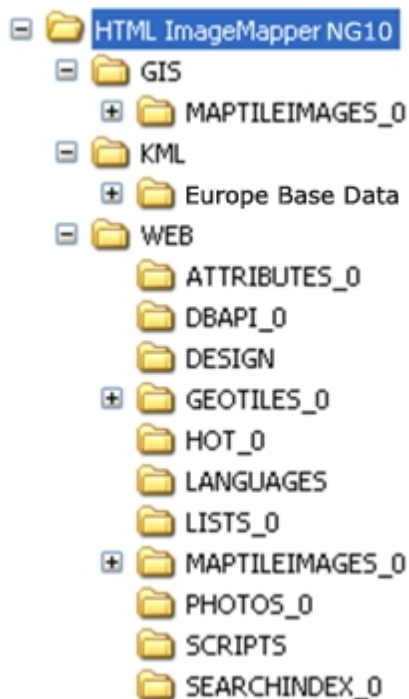 HTML ImageMapper NG10
GIS
MAPTILEIMAGES_0
KML
Europe Base Data
WEB
ATTRIBUTES_0
DBAPI_0
DESIGN
GEOTILES_0
HOT_0
LANGUAGES
LISTS_0
MAPTILEIMAGES_0
PHOTOS_0
SCRIPTS
SEARCHINDEX_0